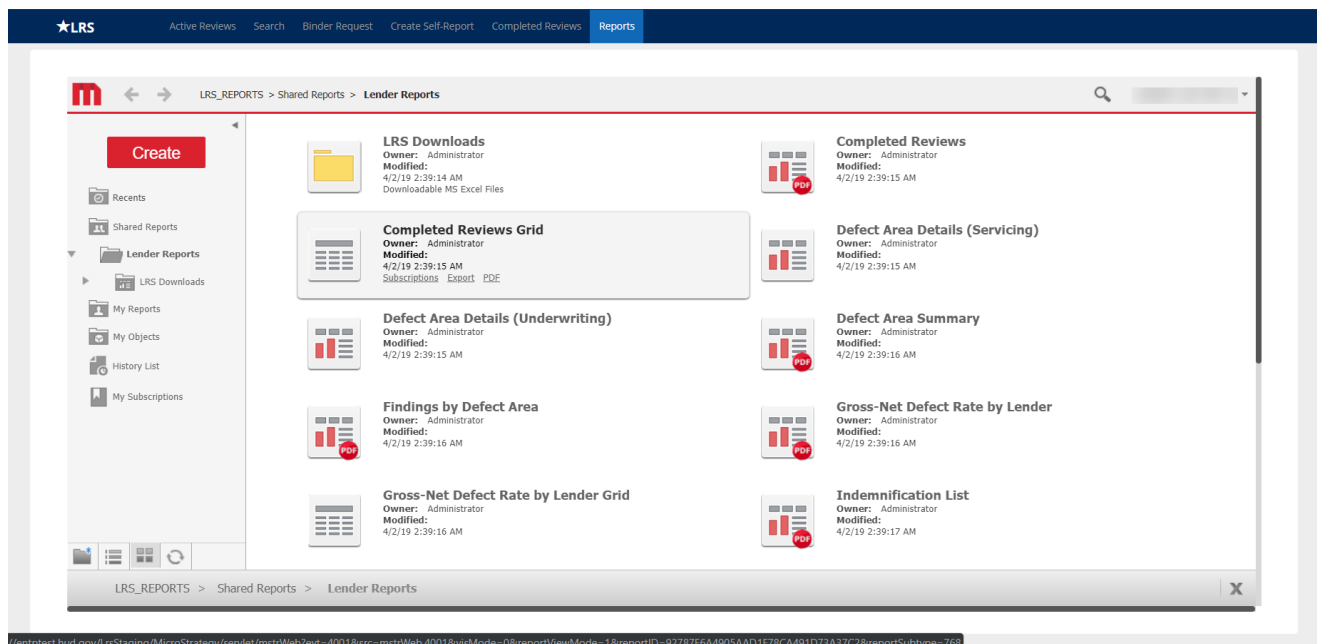 ★LRS Active Reviews Search Binder Request Create Self-Report Completed Reviews Reports
LRS_REPORTS > Shared Reports > Lender Reports
Create
Recents
Shared Reports
Lender Reports
LRS Downloads
My Reports
My Objects
History List
My Subscriptions
LRS Downloads
Owner: Administrator
Modified:
4/2/19 2:39:14 AM
Downloadable MS Excel Files
Completed Reviews
Owner: Administrator
Modified:
4/2/19 2:39:15 AM
PDF
Completed Reviews Grid
Owner: Administrator
Modified:
4/2/19 2:39:15 AM
Subscriptions Export PDF
Defect Area Details (Servicing)
Owner: Administrator
Modified:
4/2/19 2:39:15 AM
Defect Area Details (Underwriting)
Owner: Administrator
Modified:
4/2/19 2:39:15 AM
Defect Area Summary
Owner: Administrator
Modified:
4/2/19 2:39:16 AM
PDF
Findings by Defect Area
Owner: Administrator
Modified:
4/2/19 2:39:16 AM
PDF
Gross-Net Defect Rate by Lender
Owner: Administrator
Modified:
4/2/19 2:39:16 AM
PDF
Gross-Net Defect Rate by Lender Grid
Owner: Administrator
Modified:
4/2/19 2:39:16 AM
Indemnification List
Owner: Administrator
Modified:
4/2/19 2:39:17 AM
PDF
LRS_REPORTS > Shared Reports > Lender Reports X